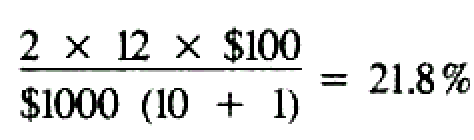 2 × 12 × $100
$1000 (10 + 1)
= 21.8%